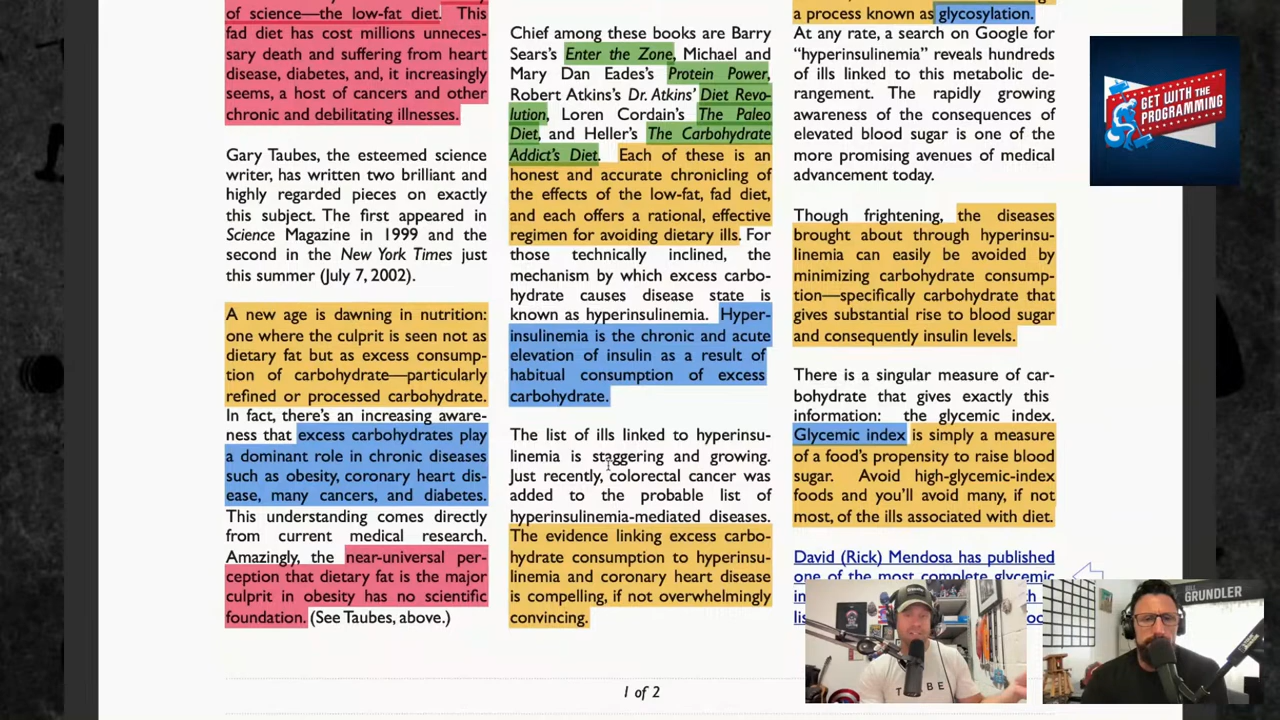 of science—the low-fat diet. This
fad diet has cost millions unneces-
sary death and suffering from heart
disease, diabetes, and, it increasingly
seems, a host of cancers and other
chronic and debilitating illnesses.
Gary Taubes, the esteemed science
writer, has written two brilliant and
highly regarded pieces on exactly
this subject. The first appeared in
Science Magazine in 1999 and the
second in the New York Times just
this summer (July 7, 2002).
A new age is dawning in nutrition:
one where the culprit is seen not as
dietary fat but as excess consump-
tion of carbohydrate—particularly
refined or processed carbohydrate.
In fact, there's an increasing aware-
ness that excess carbohydrates play
a dominant role in chronic diseases
such as obesity, coronary heart dis-
ease, many cancers, and diabetes.
This understanding comes directly
from current medical research.
Amazingly, the near-universal per-
ception that dietary fat is the major
culprit in obesity has no scientific
foundation. (See Taubes, above.)
Chief among these books are Barry
Sears's Enter the Zone, Michael and
Mary Dan Eades's Protein Power,
Robert Atkins's Dr. Atkins' Diet Revo-
lution, Loren Cordain's The Paleo
Diet, and Heller's The Carbohydrate
Addict's Diet. Each of these is an
honest and accurate chronicling of
the effects of the low-fat, fad diet,
and each offers a rational, effective
regimen for avoiding dietary ills. For
those technically inclined, the
mechanism by which excess carbo-
hydrate causes disease state is
known as hyperinsulinemia. Hyper-
insulinemia is the chronic and acute
elevation of insulin as a result of
habitual consumption of excess
carbohydrate.
The list of ills linked to hyperinsu-
linemia is staggering and growing.
Just recently, colorectal cancer was
added to the probable list of
hyperinsulinemia-mediated diseases.
The evidence linking excess carbo-
hydrate consumption to hyperinsu-
linemia and coronary heart disease
is compelling, if not overwhelmingly
convincing.
a process known as glycosylation.
At any rate, a search on Google for
“hyperinsulinemia” reveals hundreds
of ills linked to this metabolic de-
rangement. The rapidly growing
awareness of the consequences of
elevated blood sugar is one of the
more promising avenues of medical
advancement today.
Though frightening, the diseases
brought about through hyperinsu-
linemia can easily be avoided by
minimizing carbohydrate consump-
tion—specifically carbohydrate that
gives substantial rise to blood sugar
and consequently insulin levels.
There is a singular measure of car-
bohydrate that gives exactly this
information: the glycemic index.
Glycemic index is simply a measure
of a food's propensity to raise blood
sugar. Avoid high-glycemic-index
foods and you'll avoid many, if not
most, of the ills associated with diet.
David (Rick) Mendosa has published
one of the most complete glycemic
1 of 2
GET WITH THE
PROGRAMMING
GRUNDLER